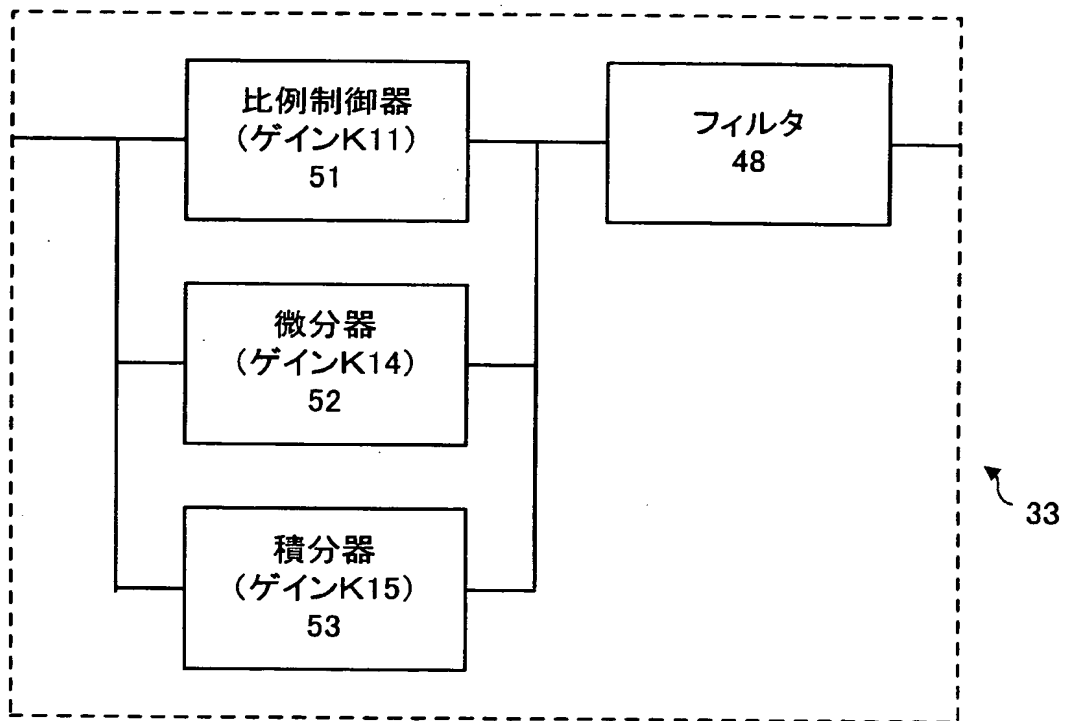 比例制御器
(ゲインK11)
51
フィルタ
48
微分器
(ゲインK14)
52
積分器
(ゲインK15)
53
33